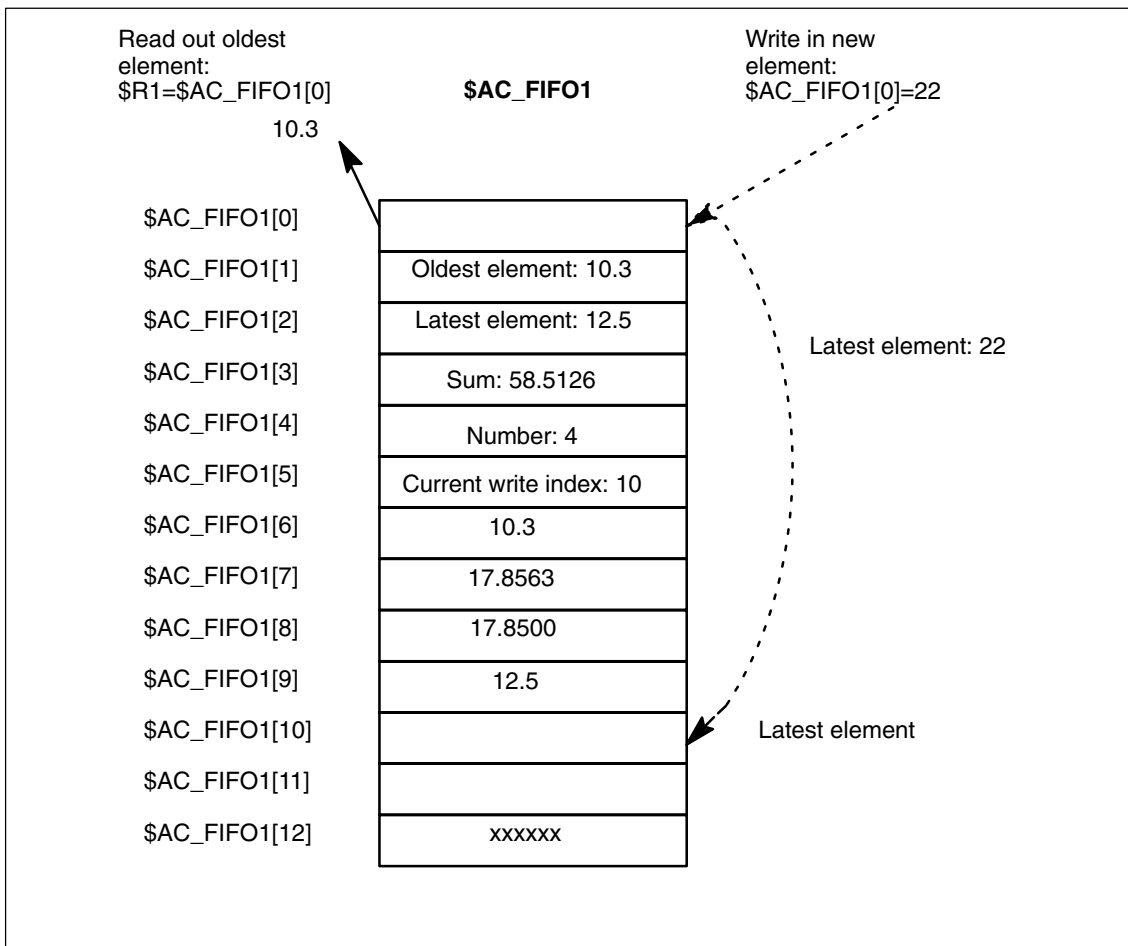 Read out oldest
element:
$R1=$AC_FIFO1[0]
10.3
$AC_FIFO1
Write in new
element:
$AC_FIFO1[0]=22
$AC_FIFO1[0]
$AC_FIFO1[1]
Oldest element: 10.3
$AC_FIFO1[2]
Latest element: 12.5
Latest element: 22
$AC_FIFO1[3]
Sum: 58.5126
$AC_FIFO1[4]
Number: 4
$AC_FIFO1[5]
Current write index: 10
$AC_FIFO1[6]
10.3
$AC_FIFO1[7]
17.8563
$AC_FIFO1[8]
17.8500
$AC_FIFO1[9]
12.5
$AC_FIFO1[10]
Latest element
$AC_FIFO1[11]
$AC_FIFO1[12]
xxxxxx